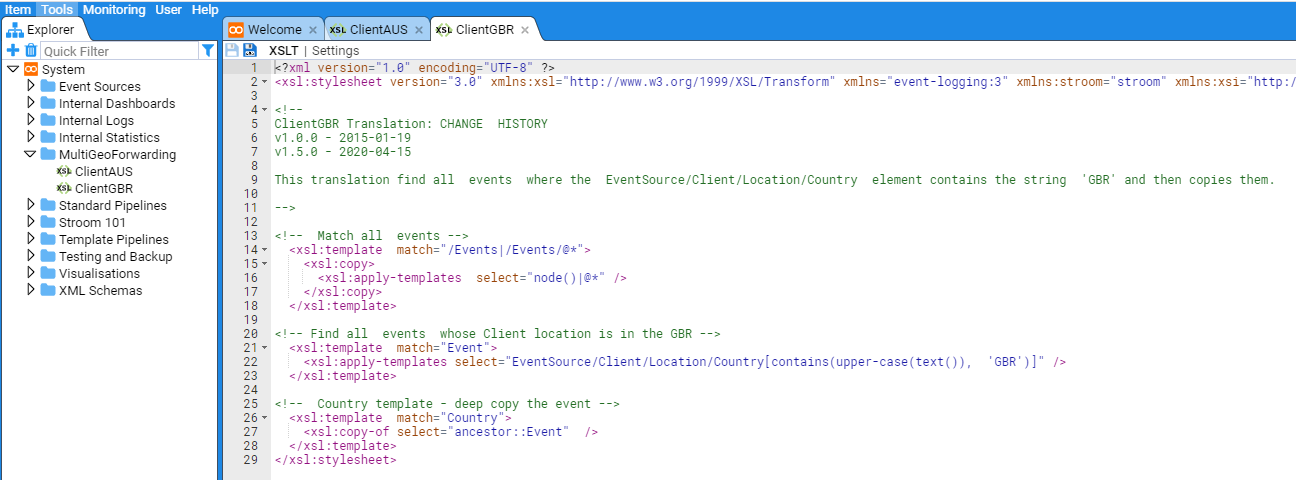 Item Tools Monitoring User Help
Explorer
Quick Filter
System
Event Sources
Internal Dashboards
Internal Logs
Internal Statistics
MultiGeoForwarding
XSL ClientAUS
XSL ClientGBR
Standard Pipelines
Stroom 101
Template Pipelines
Testing and Backup
Visualisations
XML Schemas
Welcome × XSL ClientAUS × XSL ClientGBR ×
XSLT | Settings
1 <?xml version="1.0" encoding="UTF-8" ?>
2 <xsl:stylesheet version="3.0" xmlns:xsl="http://www.w3.org/1999/XSL/Transform" xmlns="event-logging:3" xmlns:stroom="stroom" xmlns:xsi="http:/
3
4 <!--
5 ClientGBR Translation: CHANGE  HISTORY
6 v1.0.0 - 2015-01-19
7 v1.5.0 - 2020-04-15
8
9 This translation find all  events  where the  EventSource/Client/Location/Country  element contains the string  'GBR' and then copies them.
10
11 -->
12
13 <!--  Match all  events -->
14   <xsl:template  match="/Events|/Events/@*">
15     <xsl:copy>
16       <xsl:apply-templates  select="node()|@*" />
17     </xsl:copy>
18   </xsl:template>
19
20 <!-- Find all  events  whose Client location is in the GBR -->
21   <xsl:template  match="Event">
22     <xsl:apply-templates select="EventSource/Client/Location/Country[contains(upper-case(text()),  'GBR')]" />
23   </xsl:template>
24
25 <!--  Country template - deep copy the event -->
26   <xsl:template  match="Country">
27     <xsl:copy-of select="ancestor::Event"  />
28   </xsl:template>
29 </xsl:stylesheet>